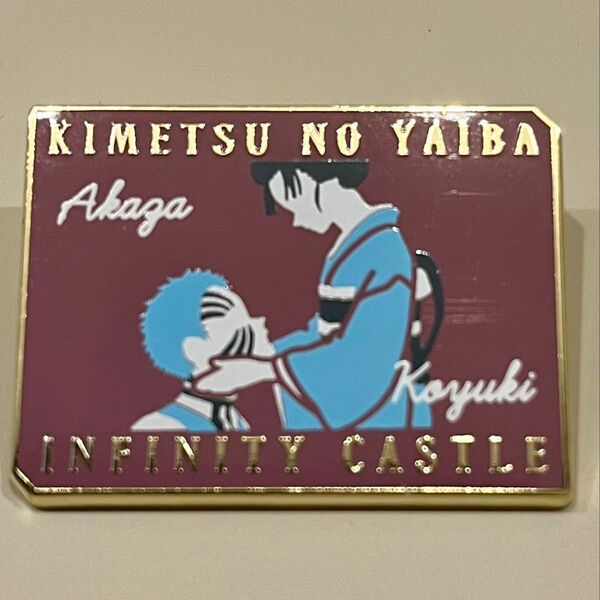 KIMETSU NO YAIBA
Akaza
Koyuki
INFINITY CASTLE